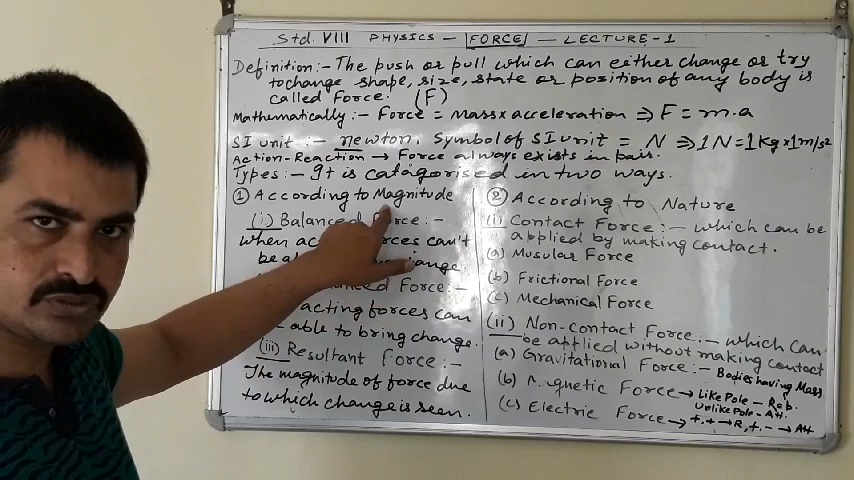 Std. VIII PHYSICS - FORCE - LECTURE-1
Definition:- The push or pull which can either change or try
to change shape, size, state or position of any body is
called Force. (F)
Mathematically:- Force = Mass x acceleration ⇒ F = m.a
SI unit :- newton. Symbol of SI unit = N ⇒ 1N = 1Kg x 1m/s²
Action-Reaction → Force always exists in pair.
Types:- It is catagorised in two ways.
① According to Magnitude
(i) Balanced Force:-
when forces can't
be
Force:-
acting forces can
able to bring change.
(iii) Resultant Force:-
The magnitude of force due
to which change is seen.
② According to Nature
(i) Contact Force:- which can be
applied by making contact.
(a) Musular Force
(b) Frictional Force
(c) Mechanical Force
(ii) Non-Contact Force:- which can
be applied without making contact
(a) Gravitational Force:- Bodies having Mass
(b) Magnetic Force → Like Pole - Rep.
Unlike Pole - Att.
(c) Electric Force → +,+ → R, +,- → Att